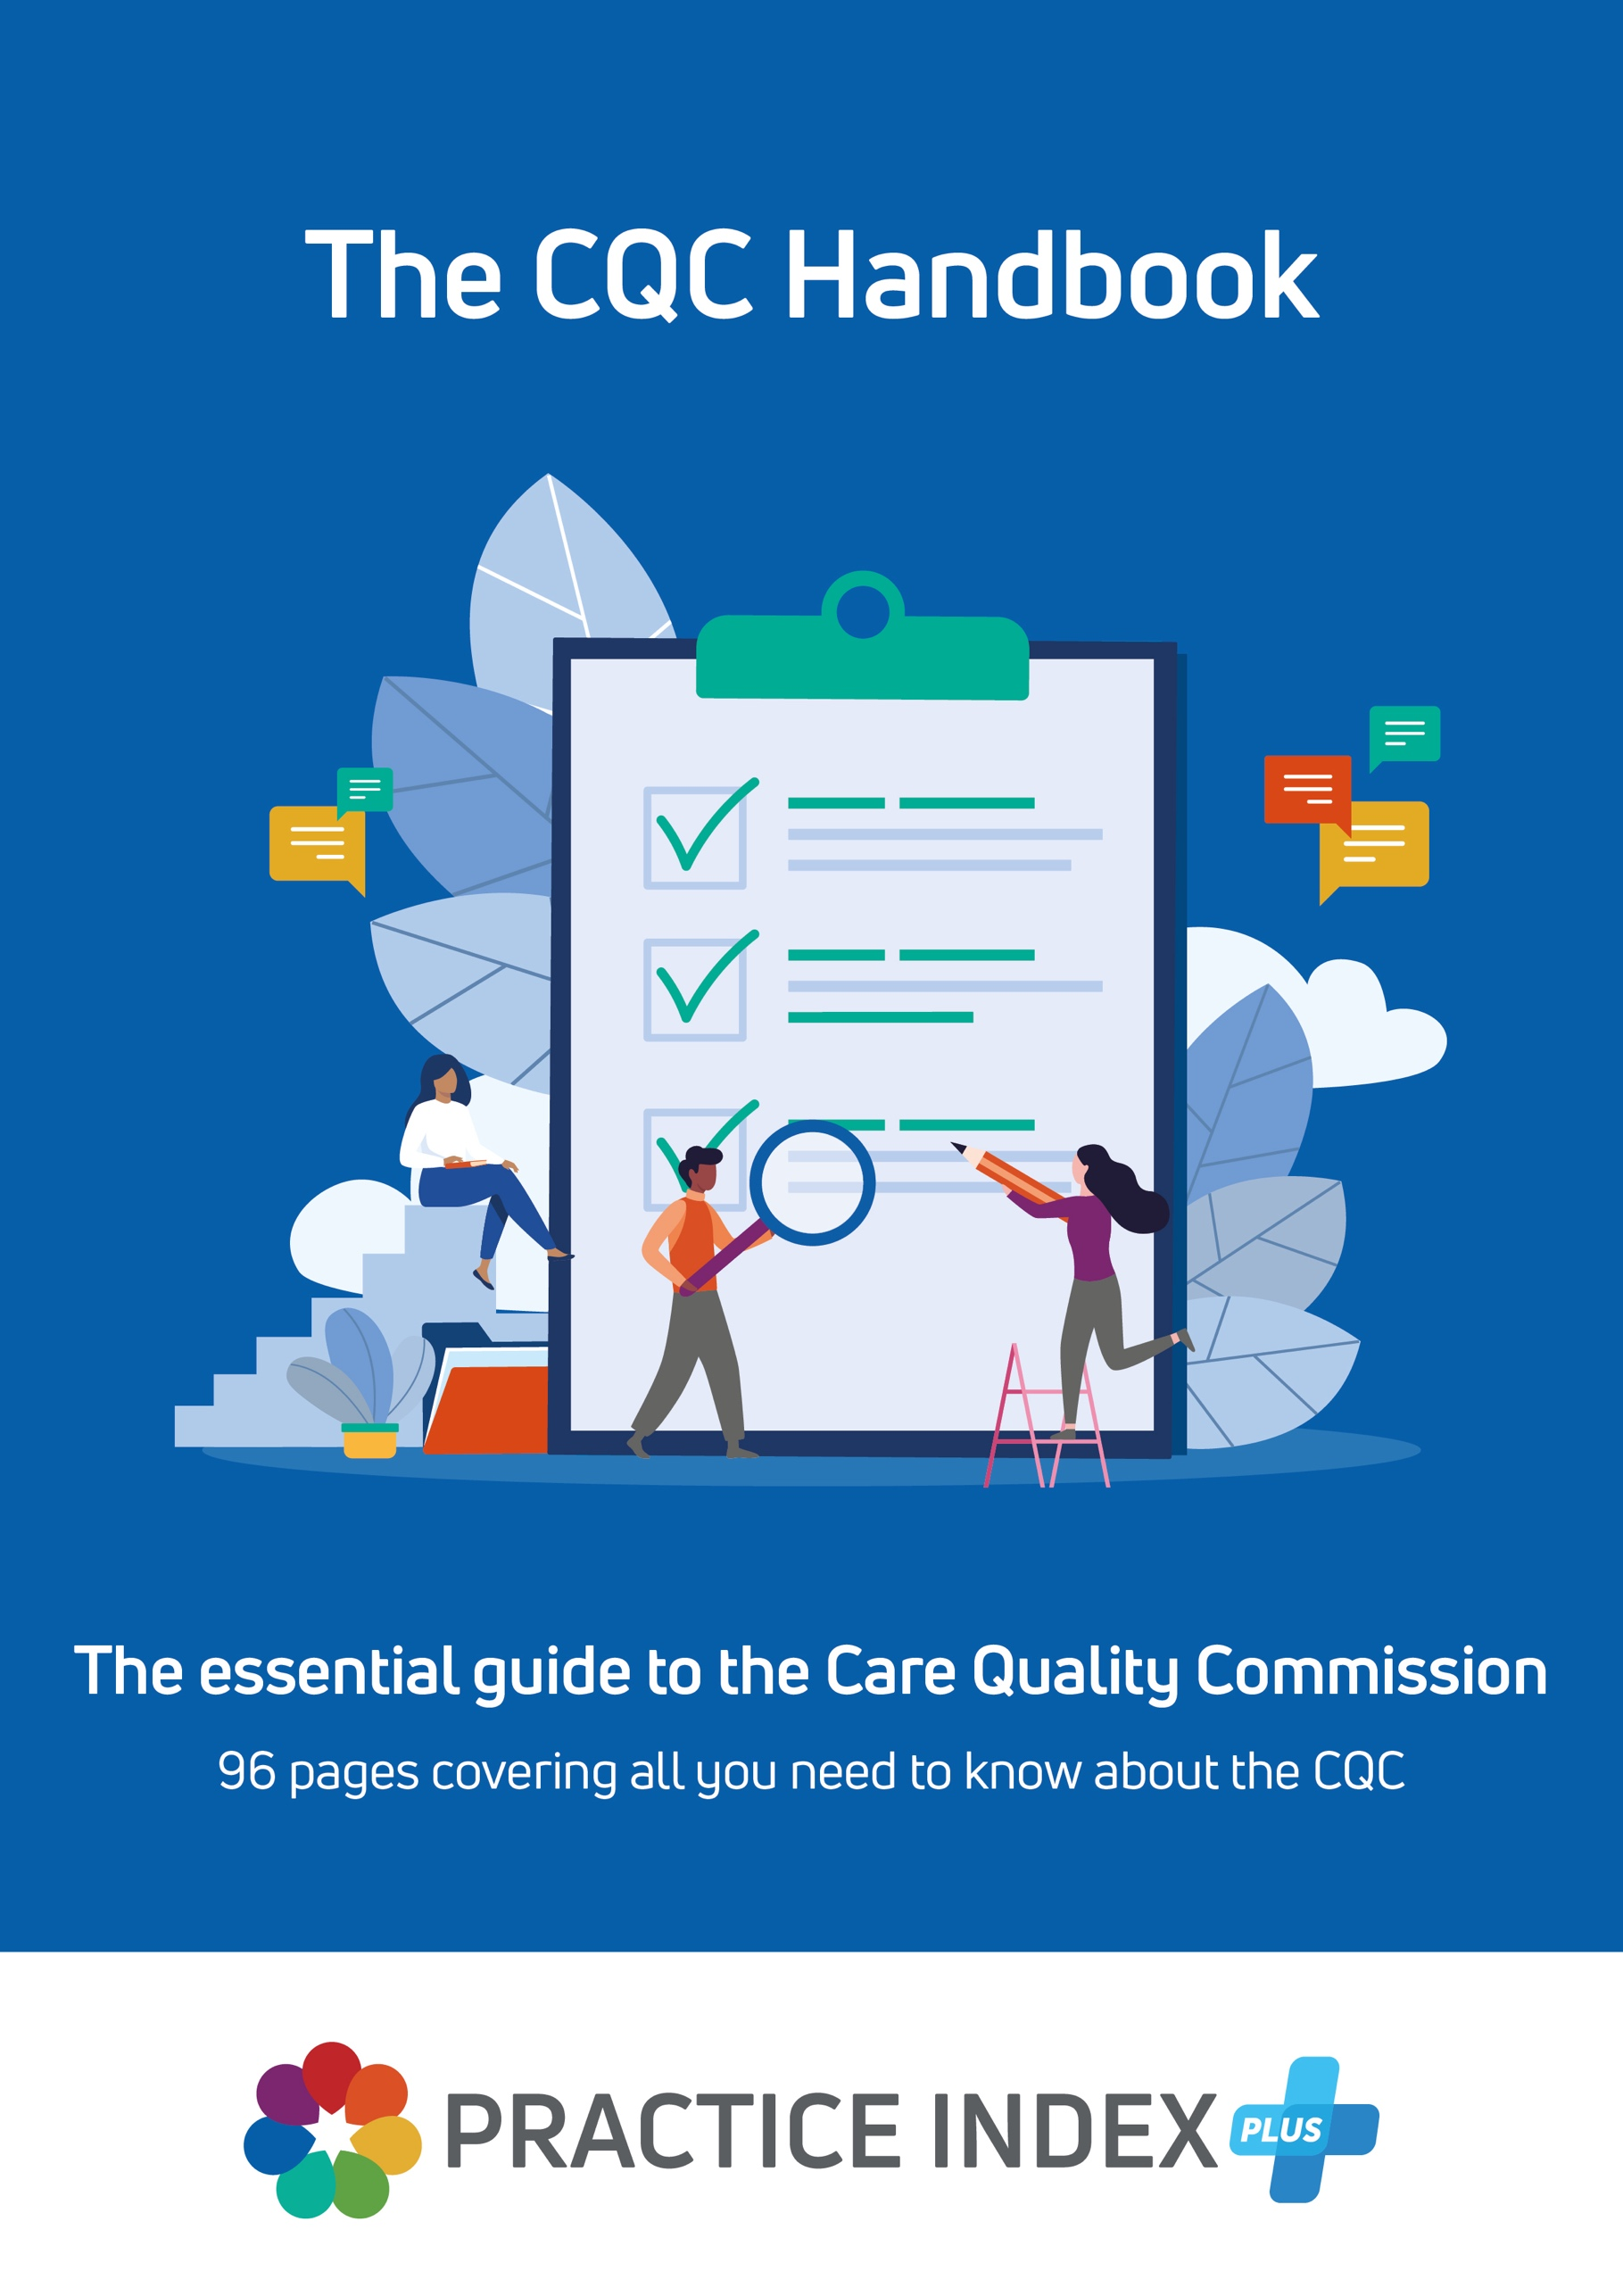 The CQC Handbook
The essential guide to the Care Quality Commission
96 pages covering all you need to know about the CQC
PRACTICE INDEX PLUS